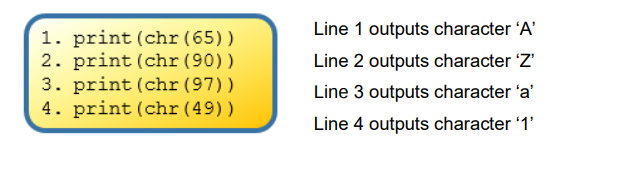 1. print(chr(65))
2. print(chr(90))
3. print(chr(97))
4. print(chr(49))
Line 1 outputs character ‘A’
Line 2 outputs character ‘Z’
Line 3 outputs character ‘a’
Line 4 outputs character ‘1’